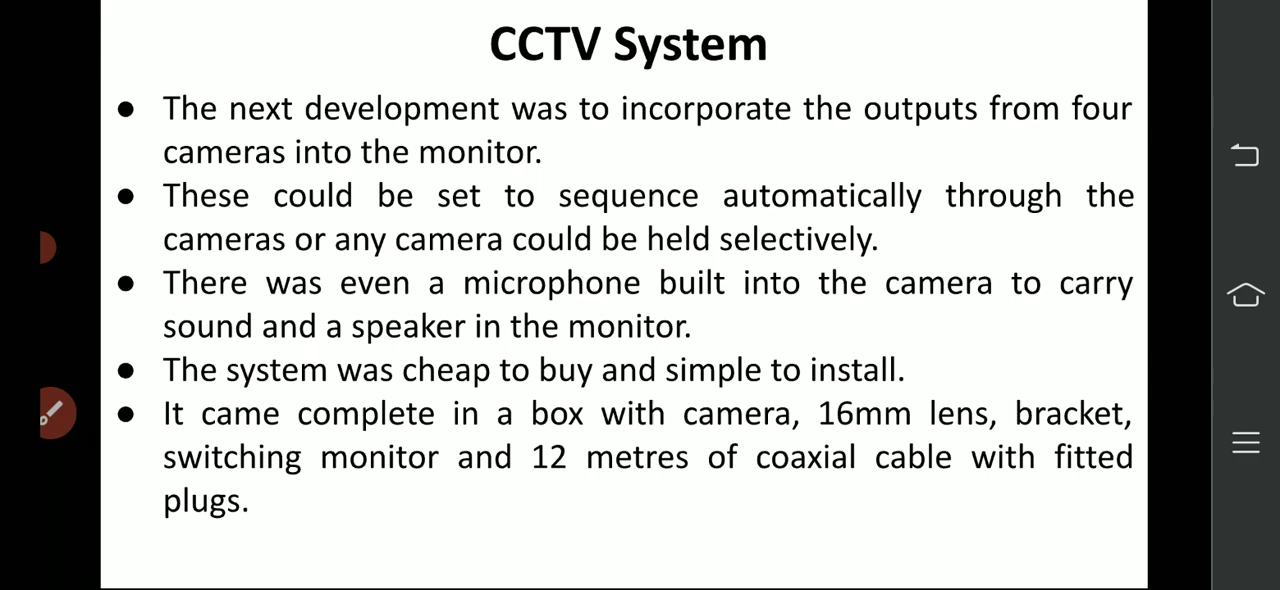 CCTV System
● The next development was to incorporate the outputs from four
cameras into the monitor.
● These could be set to sequence automatically through the
cameras or any camera could be held selectively.
● There was even a microphone built into the camera to carry
sound and a speaker in the monitor.
● The system was cheap to buy and simple to install.
● It came complete in a box with camera, 16mm lens, bracket,
switching monitor and 12 metres of coaxial cable with fitted
plugs.